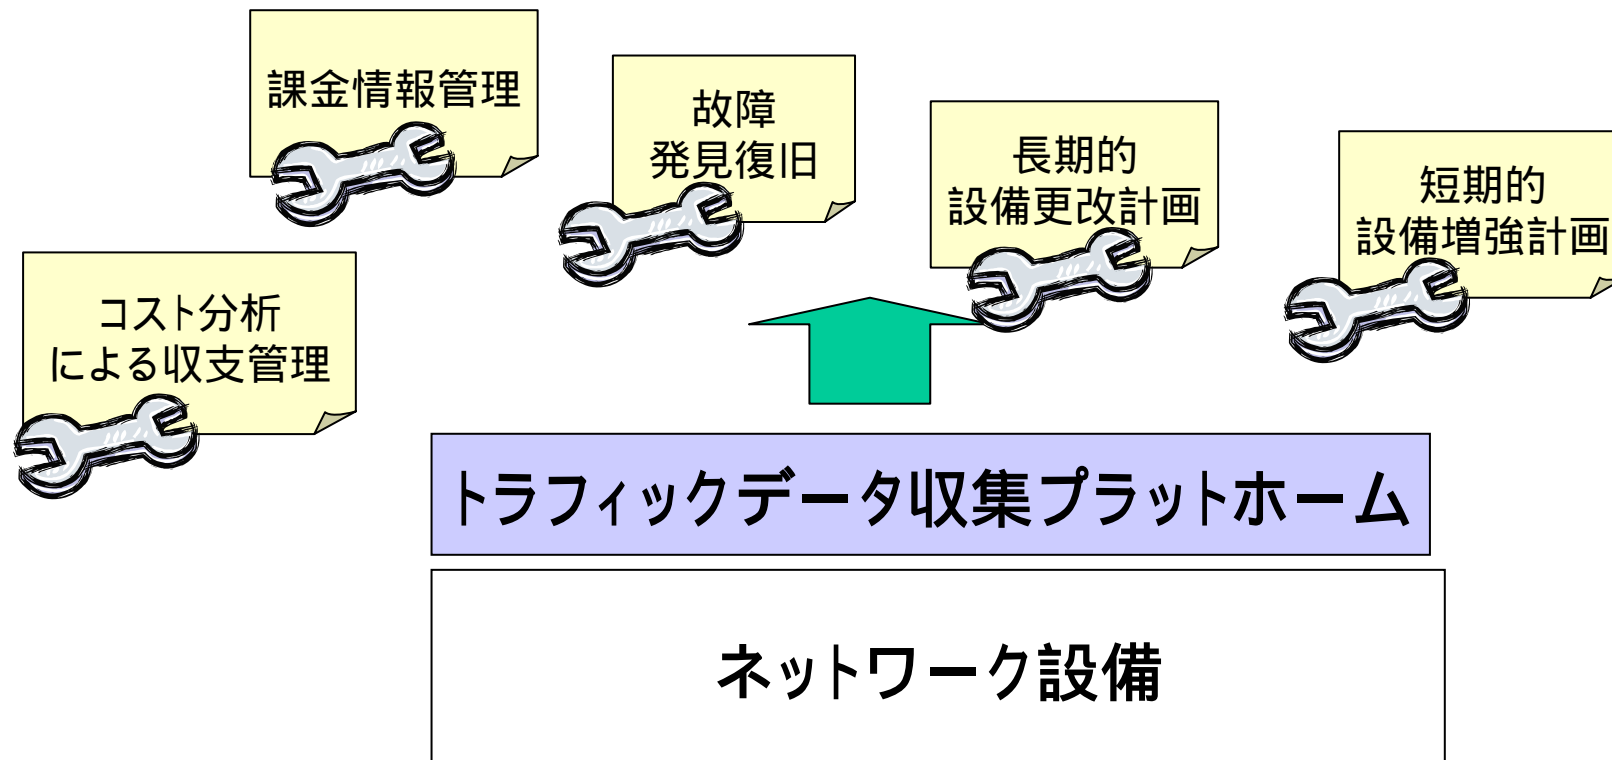 課金情報管理
故障
発見復旧
長期的
設備更改計画
短期的
設備増強計画
コスト分析
による収支管理
トラフィックデータ収集プラットホーム
ネットワーク設備